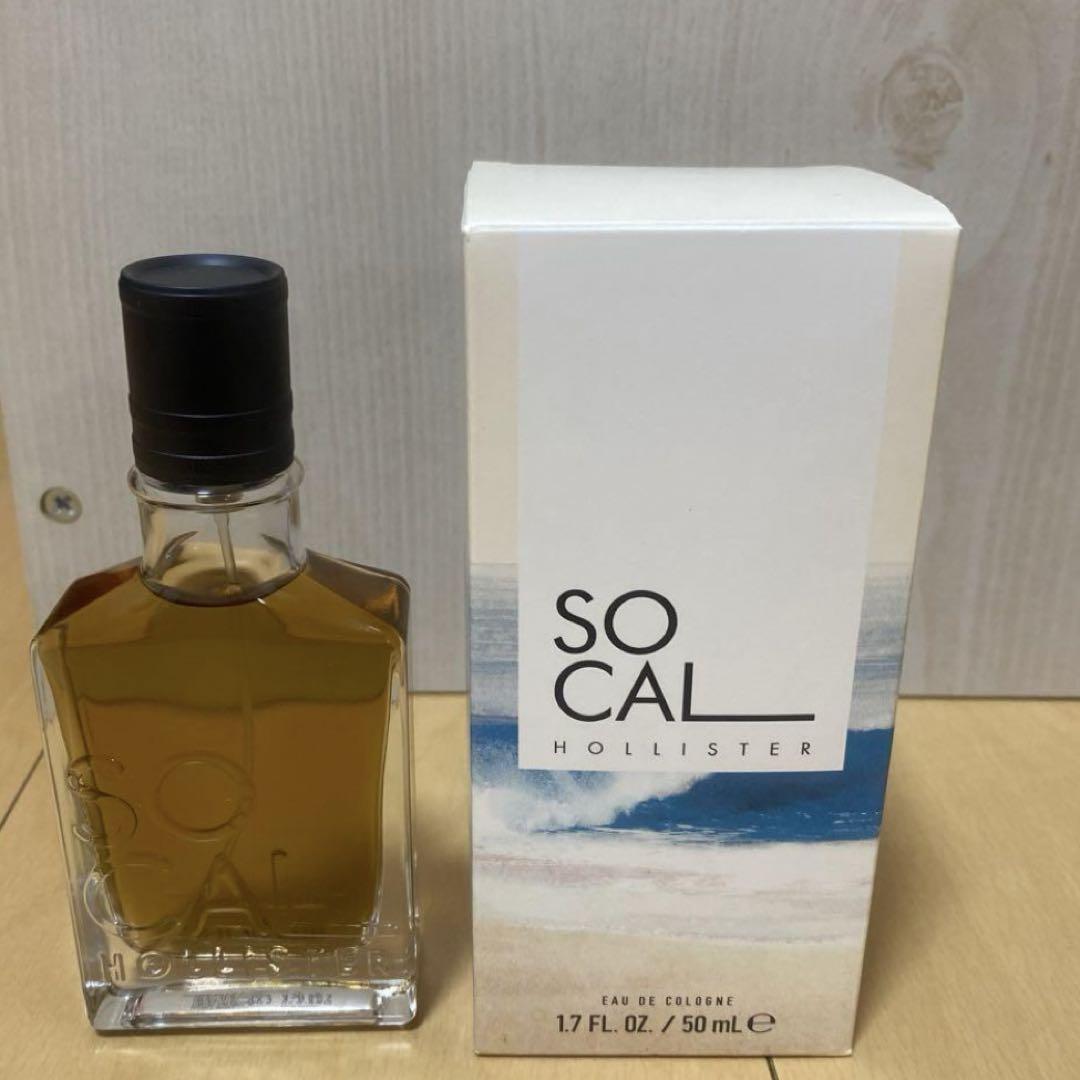 SO
CAL
HOLLISTER
SO
CAL
HOLLISTER
EAU DE COLOGNE
1.7 FL. OZ. / 50 mL ℮